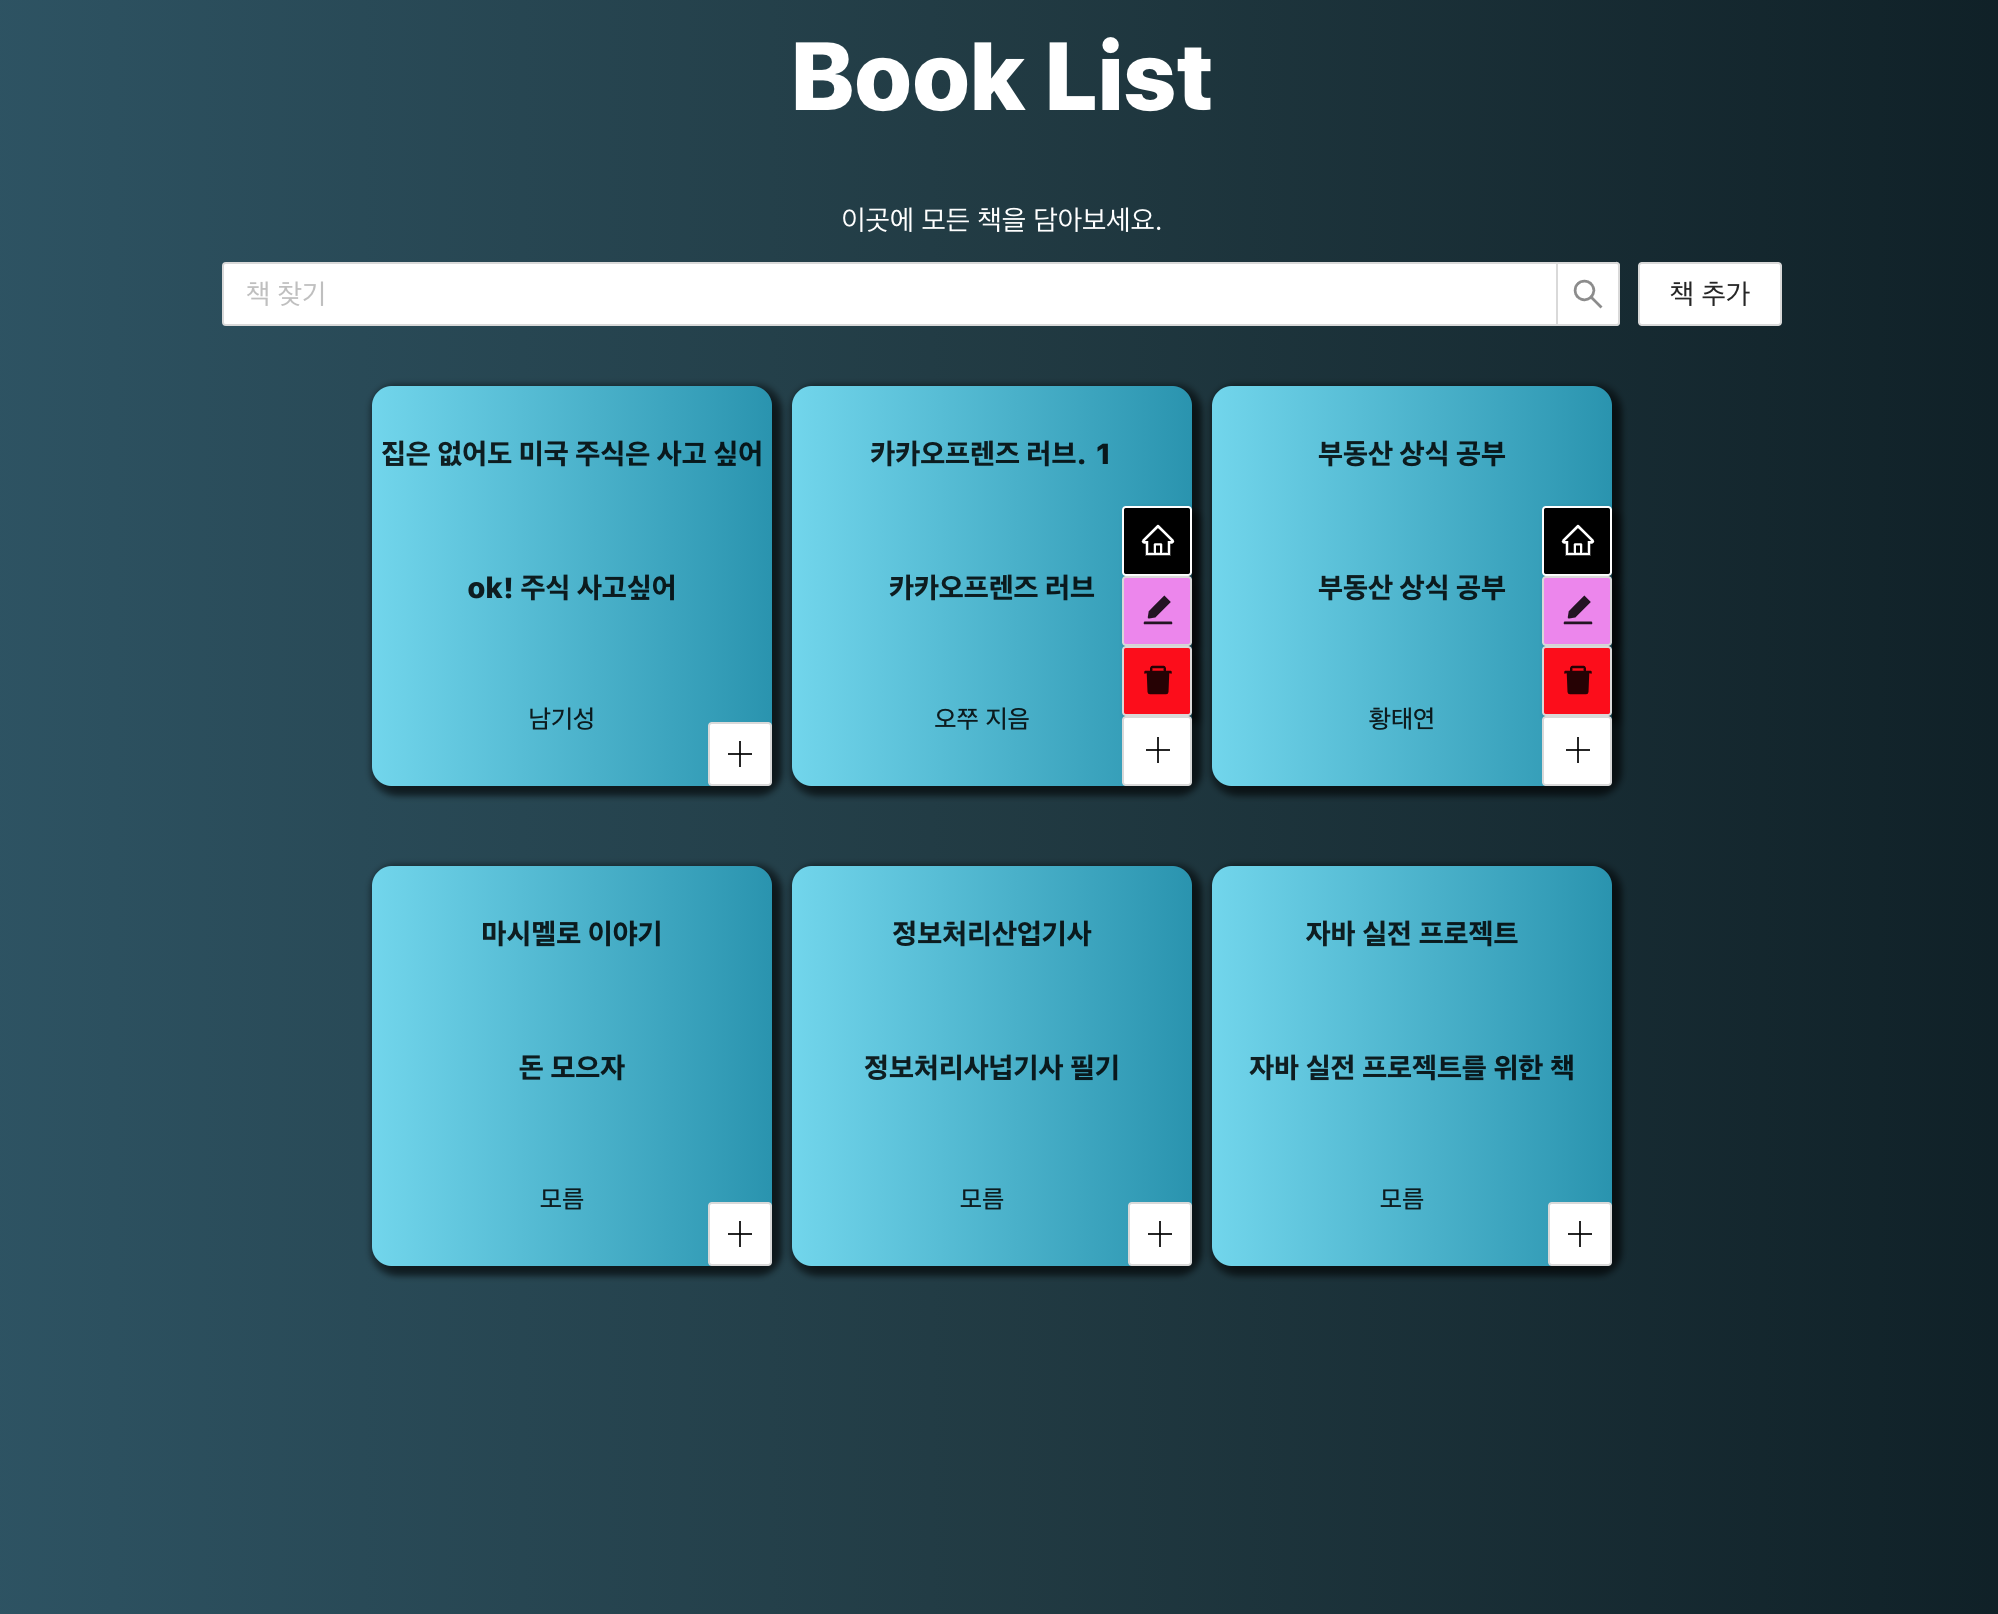 Book List
이곳에 모든 책을 담아보세요.
책 찾기
책 추가
집은 없어도 미국 주식은 사고 싶어
ok! 주식 사고싶어
남기성
카카오프렌즈 러브. 1
카카오프렌즈 러브
오쭈 지음
부동산 상식 공부
부동산 상식 공부
황태연
마시멜로 이야기
돈 모으자
모름
정보처리산업기사
정보처리사넙기사 필기
모름
자바 실전 프로젝트
자바 실전 프로젝트를 위한 책
모름